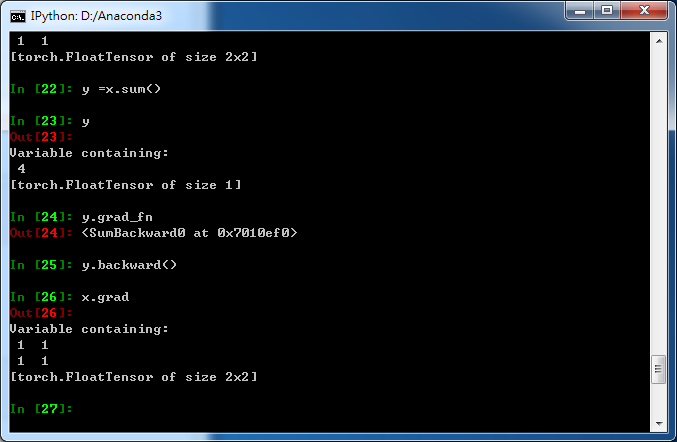 IPython: D:/Anaconda3
1 1
[torch.FloatTensor of size 2x2]
In [22]: y =x.sum()
In [23]: y
Out[23]:
Variable containing:
4
[torch.FloatTensor of size 1]
In [24]: y.grad_fn
Out[24]: <SumBackward0 at 0x7010ef0>
In [25]: y.backward()
In [26]: x.grad
Out[26]:
Variable containing:
1 1
1 1
[torch.FloatTensor of size 2x2]
In [27]: